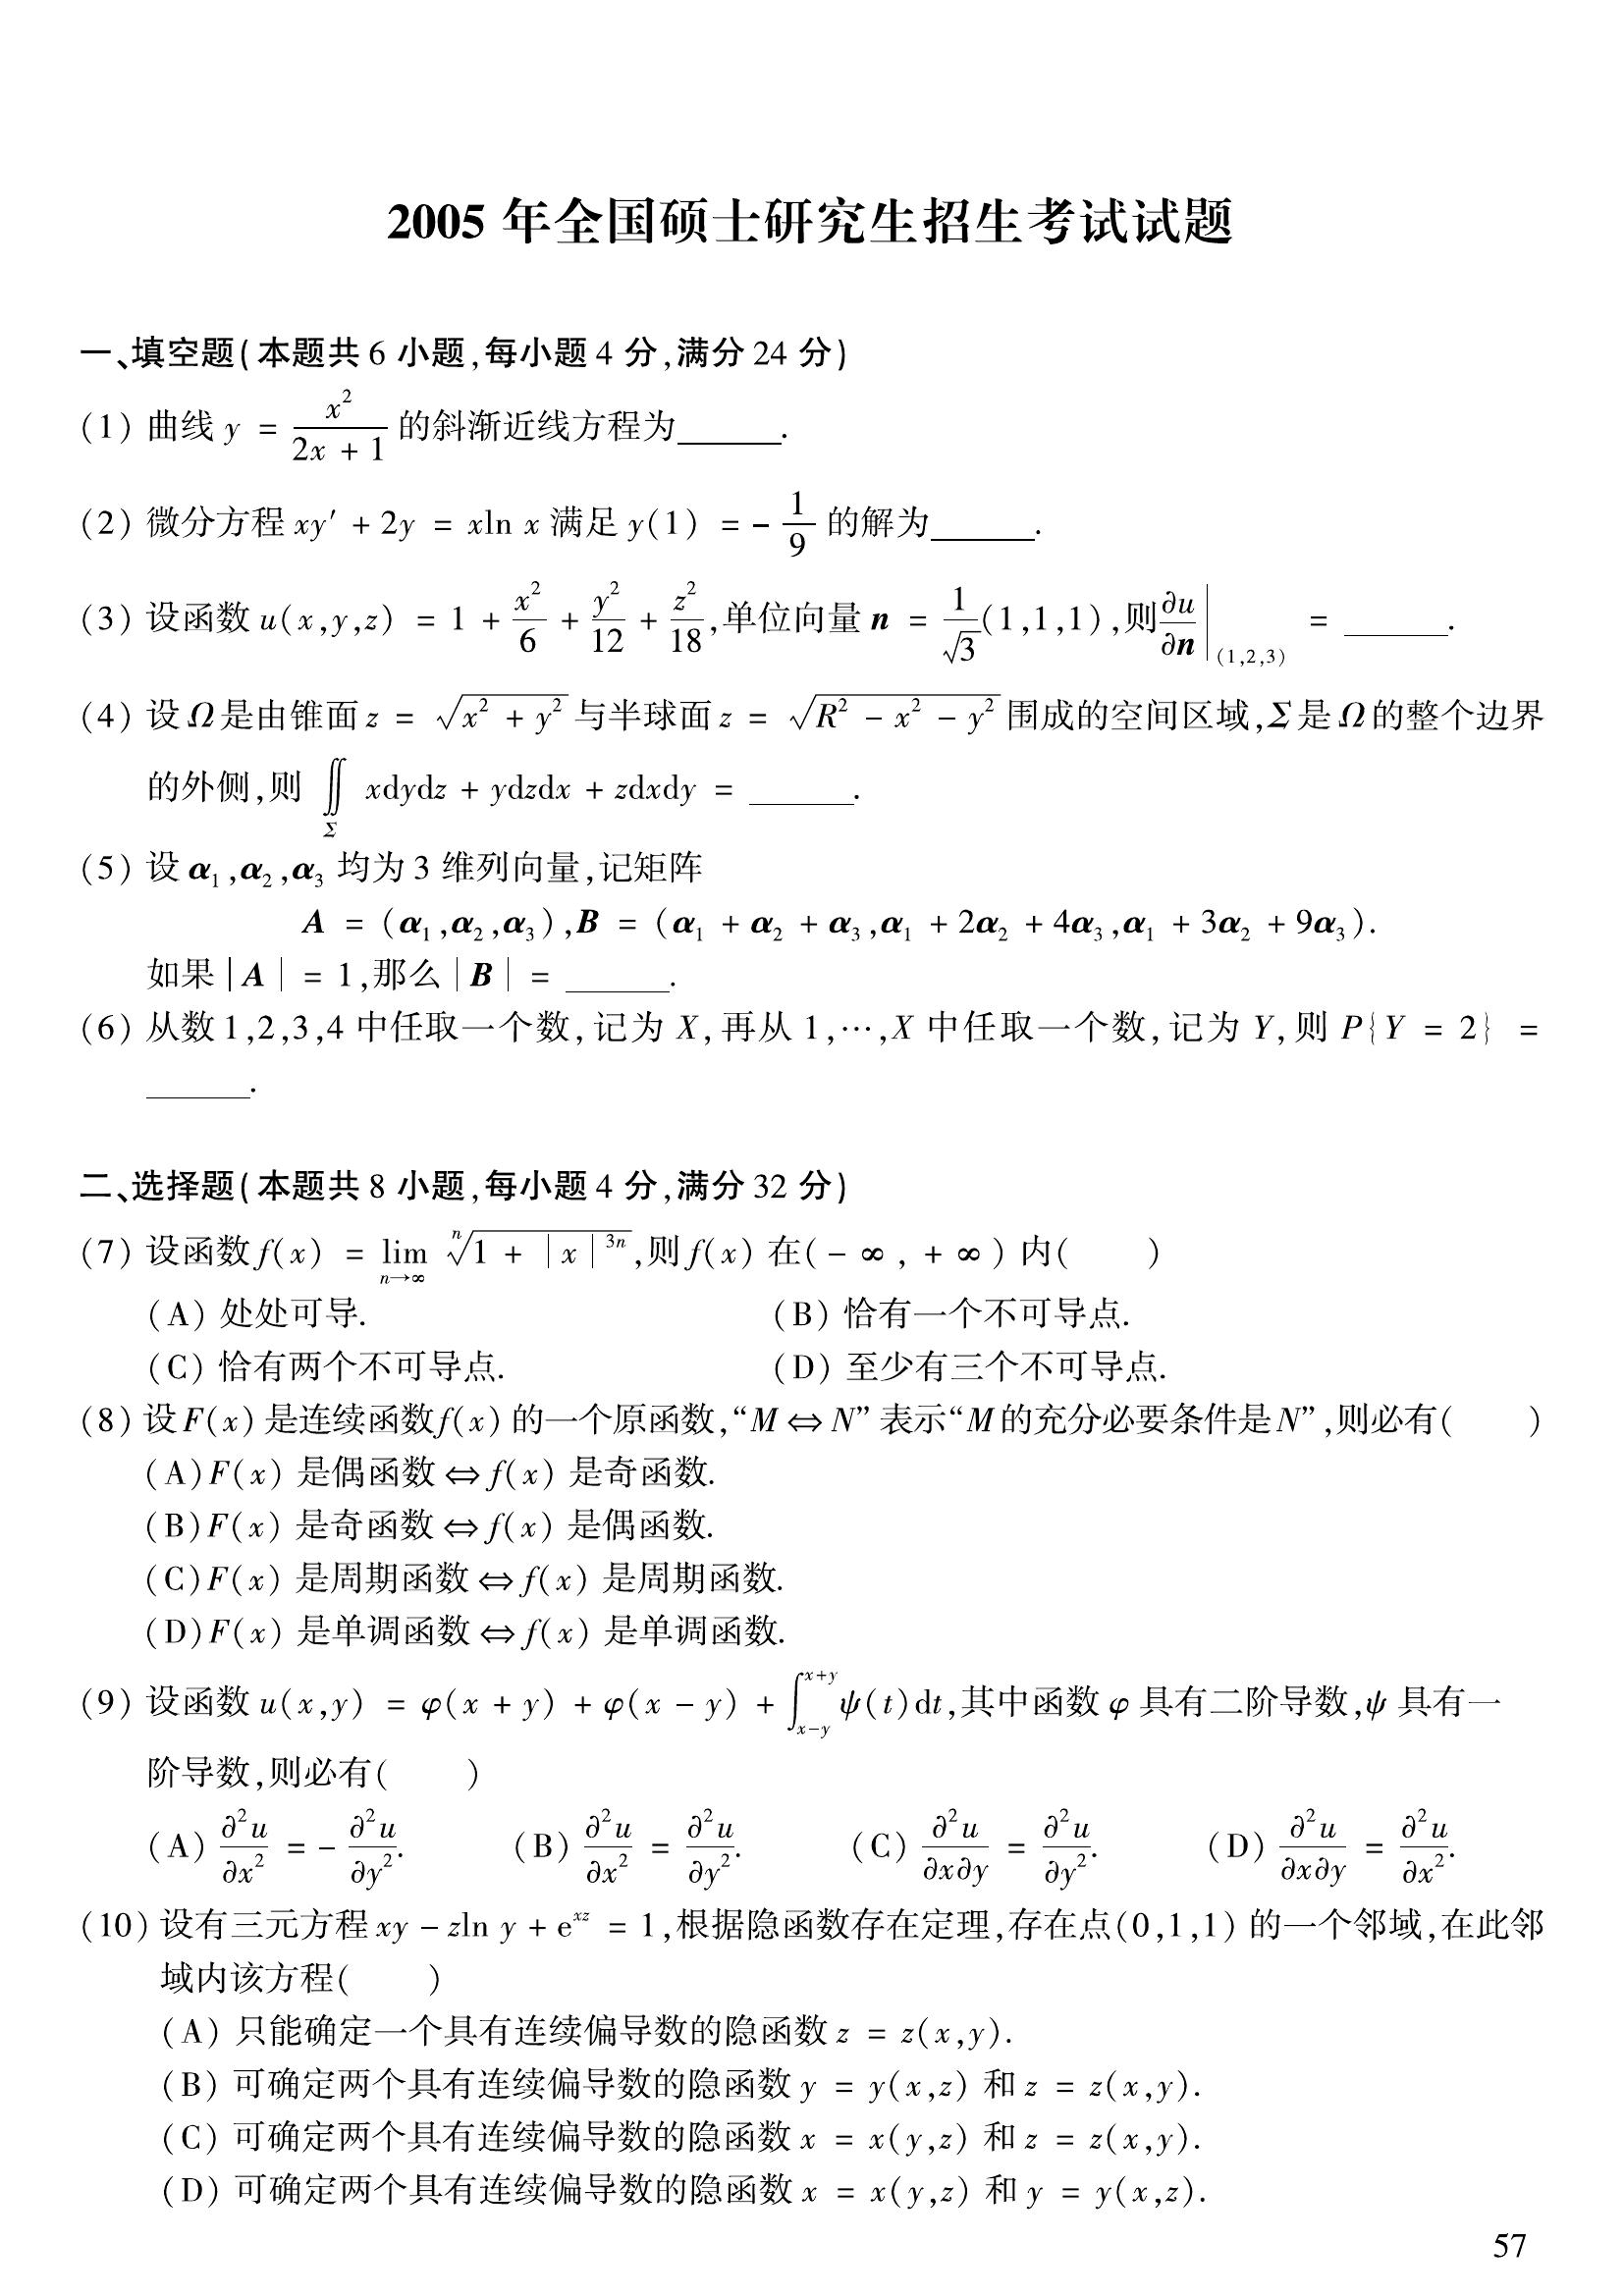 2005 年全国硕士研究生招生考试试题
一、填空题(本题共 6 小题,每小题 4 分,满分 24 分)
(1) 曲线 $y = \frac{x^2}{2x+1}$ 的斜渐近线方程为______.
(2) 微分方程 $xy' + 2y = x\ln x$ 满足 $y(1) = -\frac{1}{9}$ 的解为______.
(3) 设函数 $u(x,y,z) = 1 + \frac{x^2}{6} + \frac{y^2}{12} + \frac{z^2}{18}$,单位向量 $\boldsymbol{n} = \frac{1}{\sqrt{3}}(1,1,1)$,则$\left.\frac{\partial u}{\partial \boldsymbol{n}}\right|_{(1,2,3)}$ = ______.
(4) 设 Ω 是由锥面 $z = \sqrt{x^2+y^2}$ 与半球面 $z = \sqrt{R^2-x^2-y^2}$ 围成的空间区域,Σ 是 Ω 的整个边界
的外侧,则 $\iint\limits_{\Sigma} x\mathrm{d}y\mathrm{d}z + y\mathrm{d}z\mathrm{d}x + z\mathrm{d}x\mathrm{d}y$ = ______.
(5) 设 $\boldsymbol{\alpha}_1,\boldsymbol{\alpha}_2,\boldsymbol{\alpha}_3$ 均为 3 维列向量,记矩阵
$\boldsymbol{A} = (\boldsymbol{\alpha}_1,\boldsymbol{\alpha}_2,\boldsymbol{\alpha}_3),\boldsymbol{B} = (\boldsymbol{\alpha}_1+\boldsymbol{\alpha}_2+\boldsymbol{\alpha}_3,\boldsymbol{\alpha}_1+2\boldsymbol{\alpha}_2+4\boldsymbol{\alpha}_3,\boldsymbol{\alpha}_1+3\boldsymbol{\alpha}_2+9\boldsymbol{\alpha}_3)$.
如果 $|\boldsymbol{A}| = 1$,那么 $|\boldsymbol{B}|$ = ______.
(6) 从数 1,2,3,4 中任取一个数,记为 X,再从 1,⋯,X 中任取一个数,记为 Y,则 P{Y = 2} =
______.
二、选择题(本题共 8 小题,每小题 4 分,满分 32 分)
(7) 设函数 $f(x) = \lim\limits_{n\to\infty}\sqrt[n]{1+|x|^{3n}}$,则 $f(x)$ 在(−∞,+∞) 内(  )
(A) 处处可导. (B) 恰有一个不可导点.
(C) 恰有两个不可导点. (D) 至少有三个不可导点.
(8) 设 F(x) 是连续函数 f(x) 的一个原函数,“M ⇔ N” 表示“M 的充分必要条件是 N”,则必有(  )
(A) F(x) 是偶函数 ⇔ f(x) 是奇函数.
(B) F(x) 是奇函数 ⇔ f(x) 是偶函数.
(C) F(x) 是周期函数 ⇔ f(x) 是周期函数.
(D) F(x) 是单调函数 ⇔ f(x) 是单调函数.
(9) 设函数 $u(x,y) = \varphi(x+y) + \varphi(x-y) + \int_{x-y}^{x+y}\psi(t)\mathrm{d}t$,其中函数 φ 具有二阶导数,ψ 具有一
阶导数,则必有(  )
(A) $\frac{\partial^2 u}{\partial x^2} = -\frac{\partial^2 u}{\partial y^2}$. (B) $\frac{\partial^2 u}{\partial x^2} = \frac{\partial^2 u}{\partial y^2}$. (C) $\frac{\partial^2 u}{\partial x\partial y} = \frac{\partial^2 u}{\partial y^2}$. (D) $\frac{\partial^2 u}{\partial x\partial y} = \frac{\partial^2 u}{\partial x^2}$.
(10) 设有三元方程 $xy - z\ln y + \mathrm{e}^{xz} = 1$,根据隐函数存在定理,存在点(0,1,1) 的一个邻域,在此邻
域内该方程(  )
(A) 只能确定一个具有连续偏导数的隐函数 z = z(x,y).
(B) 可确定两个具有连续偏导数的隐函数 y = y(x,z) 和 z = z(x,y).
(C) 可确定两个具有连续偏导数的隐函数 x = x(y,z) 和 z = z(x,y).
(D) 可确定两个具有连续偏导数的隐函数 x = x(y,z) 和 y = y(x,z).
57